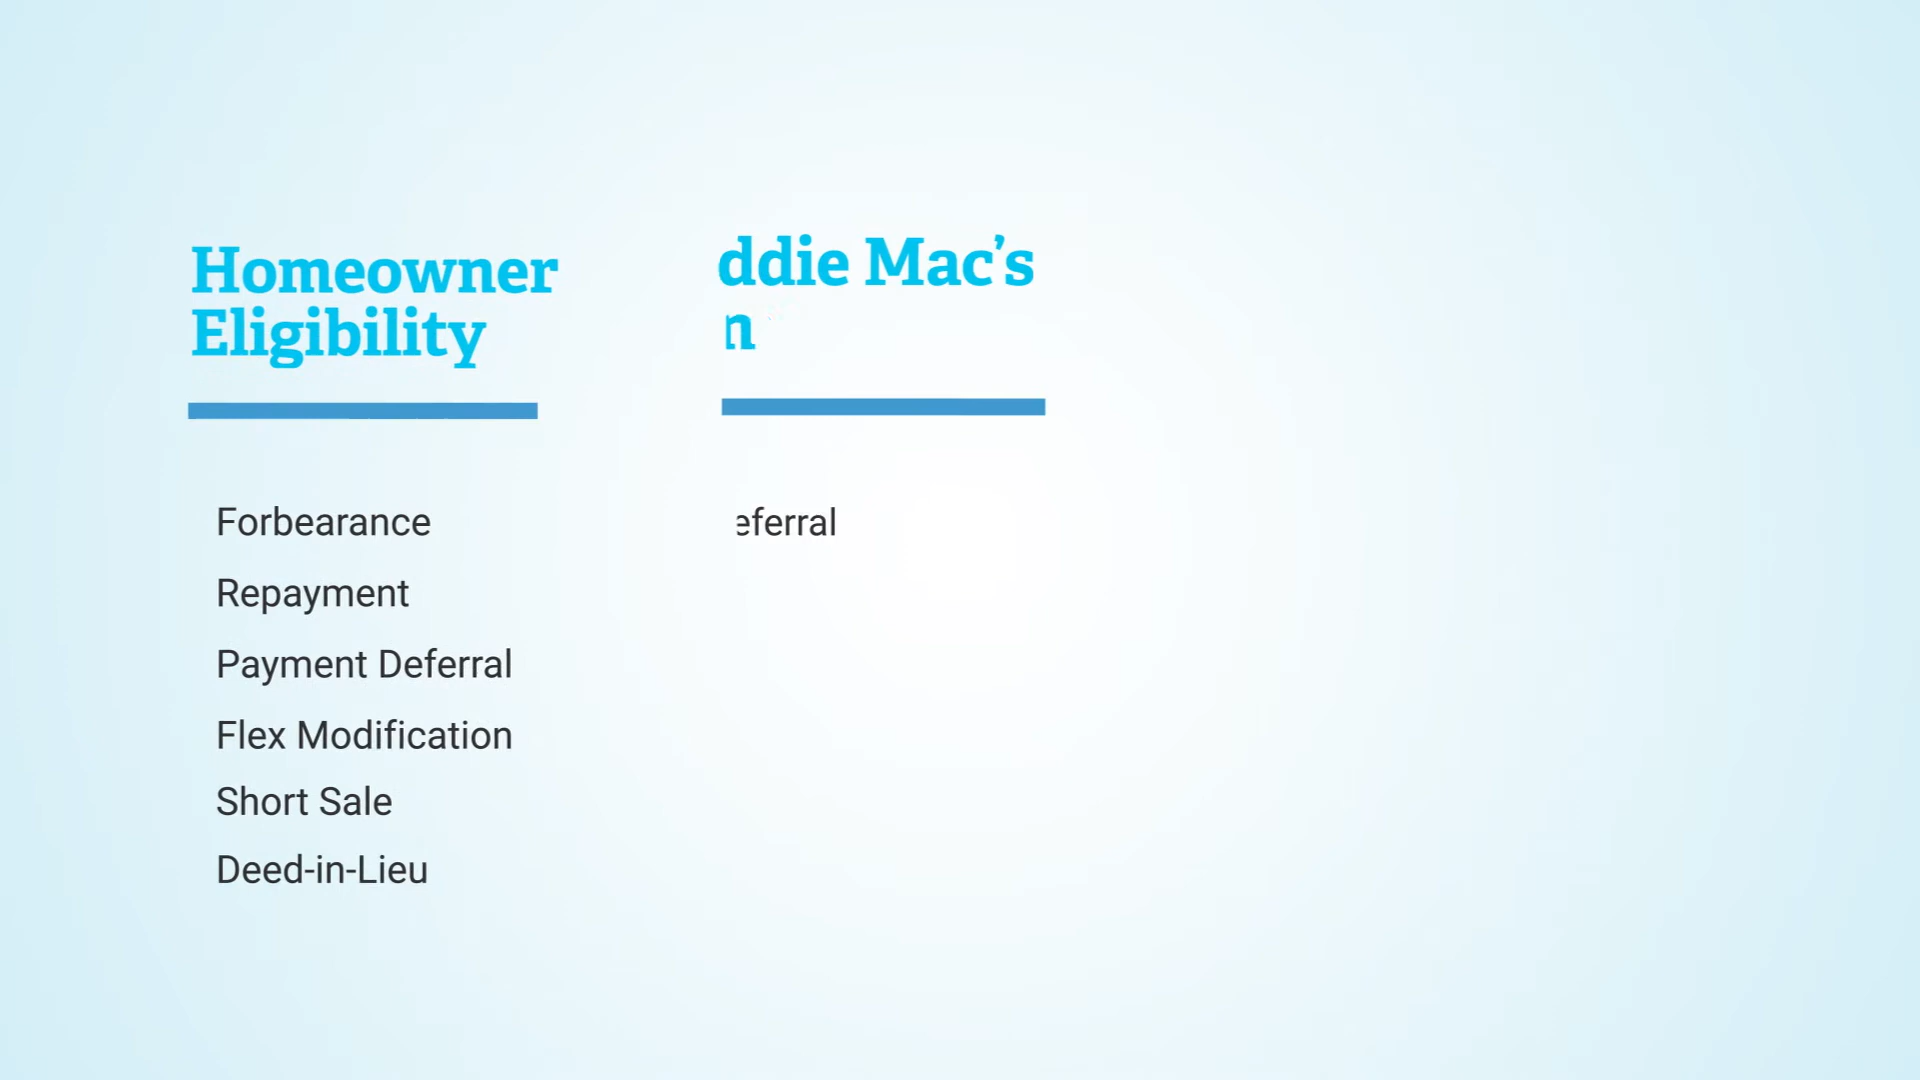 Homeowner
Eligibility
Forbearance
Repayment
Payment Deferral
Flex Modification
Short Sale
Deed-in-Lieu
ddie Mac’s
n
eferral